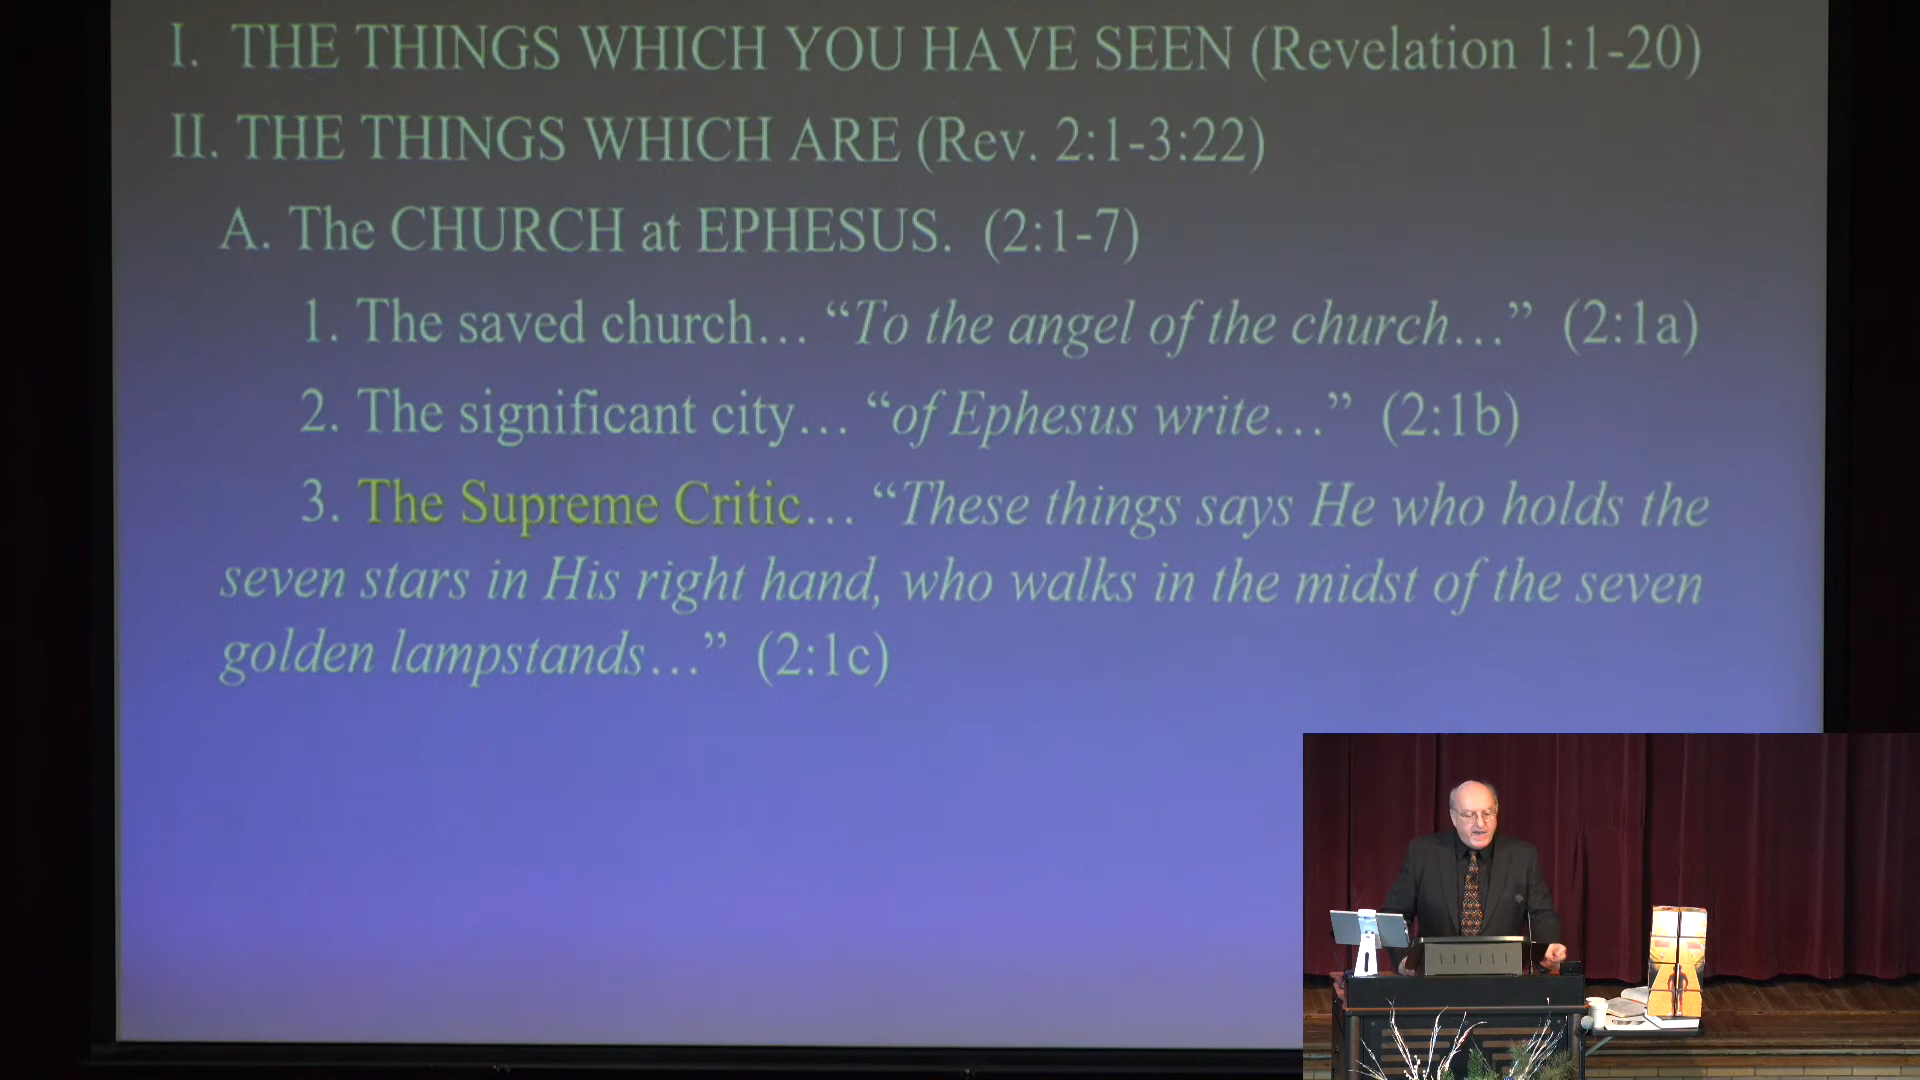 I. THE THINGS WHICH YOU HAVE SEEN (Revelation 1:1-20)
II. THE THINGS WHICH ARE (Rev. 2:1-3:22)
A. The CHURCH at EPHESUS. (2:1-7)
1. The saved church… “To the angel of the church…” (2:1a)
2. The significant city… “of Ephesus write…” (2:1b)
3. The Supreme Critic… “These things says He who holds the
seven stars in His right hand, who walks in the midst of the seven
golden lampstands…” (2:1c)